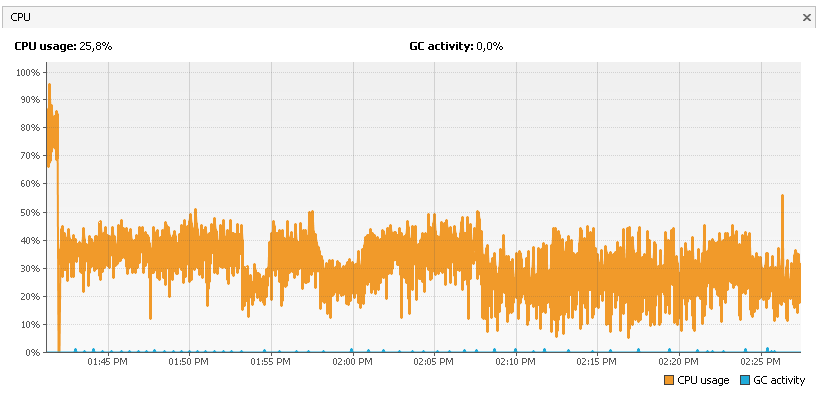 CPU
CPU usage: 25,8%
GC activity: 0,0%
100%
90%
80%
70%
60%
50%
40%
30%
20%
10%
0%
01:45 PM 01:50 PM 01:55 PM 02:00 PM 02:05 PM 02:10 PM 02:15 PM 02:20 PM 02:25 PM
CPU usage GC activity